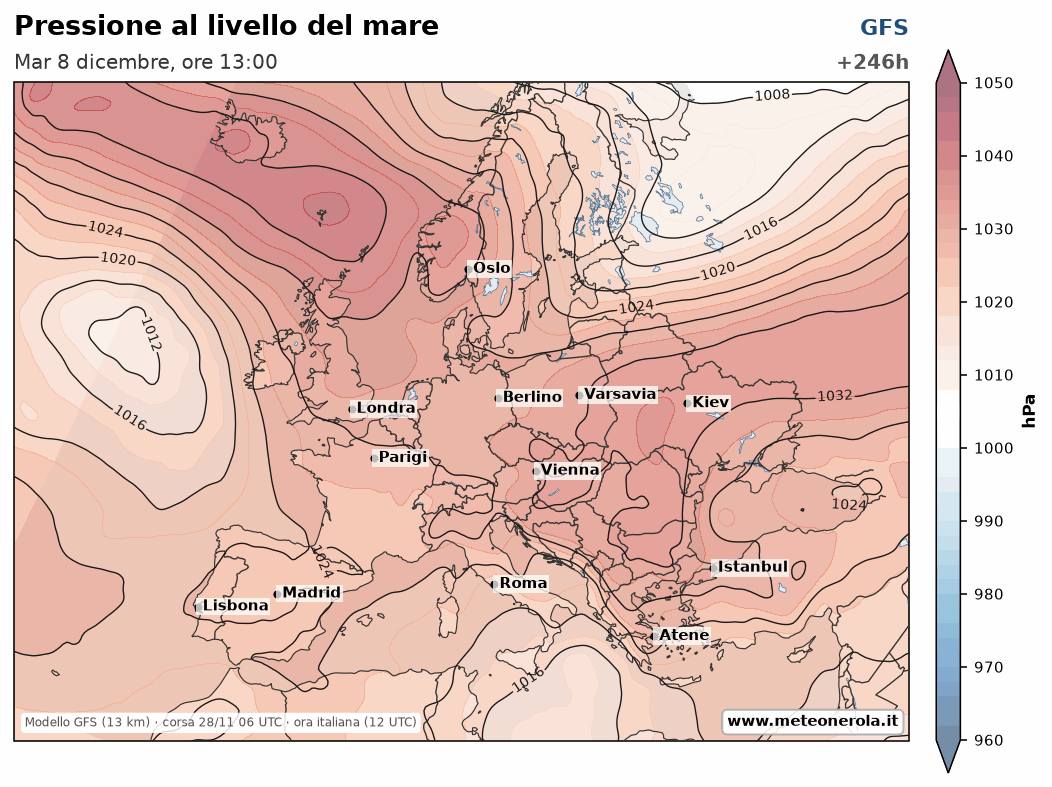 Pressione al livello del mare
GFS
Mar 8 dicembre, ore 13:00
+246h
1008
1050
1040
1030
1020
1010
1000
990
980
970
960
hPa
1024
1020
1016
1020
1024
1012
1016
1032
1024
1024
1016
Oslo
Londra
Berlino
Varsavia
Kiev
Parigi
Vienna
Istanbul
Roma
Madrid
Lisbona
Atene
Modello GFS (13 km) · corsa 28/11 06 UTC · ora italiana (12 UTC)
www.meteonerola.it